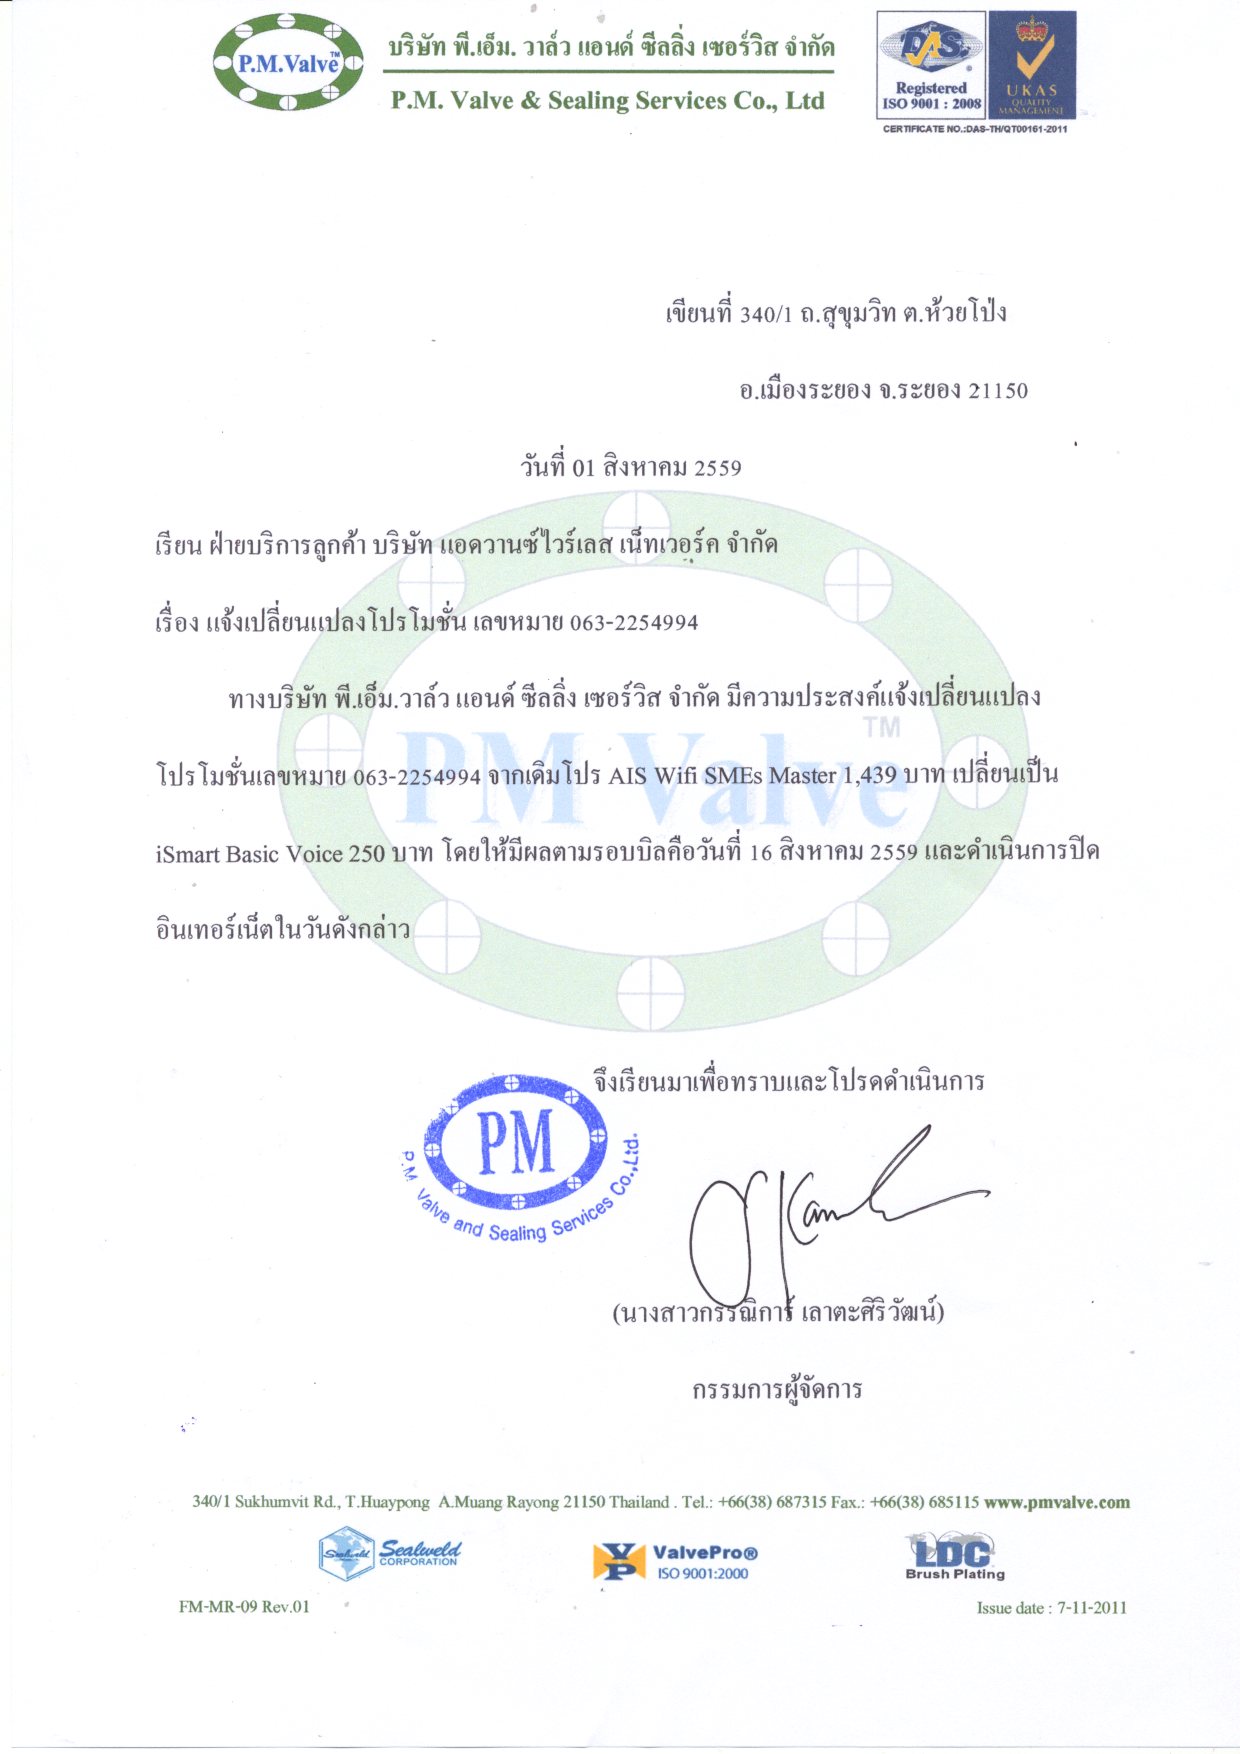 P.M.Valve™
บริษัท พี.เอ็ม. วาล์ว แอนด์ ซีลลิ่ง เซอร์วิส จำกัด
P.M. Valve & Sealing Services Co., Ltd
DAS
Registered
ISO 9001 : 2008
UKAS
QUALITY
MANAGEMENT
CERTIFICATE NO.:DAS-TH/QT00161-2011
เขียนที่ 340/1 ถ.สุขุมวิท ต.ห้วยโป่ง
อ.เมืองระยอง จ.ระยอง 21150
วันที่ 01 สิงหาคม 2559
เรียน ฝ่ายบริการลูกค้า บริษัท แอดวานซ์ไวร์เลส เน็ทเวอร์ค จำกัด
เรื่อง แจ้งเปลี่ยนแปลงโปรโมชั่น เลขหมาย 063-2254994
ทางบริษัท พี.เอ็ม.วาล์ว แอนด์ ซีลลิ่ง เซอร์วิส จำกัด มีความประสงค์แจ้งเปลี่ยนแปลง
โปรโมชั่นเลขหมาย 063-2254994 จากเดิมโปร AIS Wifi SMEs Master 1,439 บาท เปลี่ยนเป็น
iSmart Basic Voice 250 บาท โดยให้มีผลตามรอบบิลคือวันที่ 16 สิงหาคม 2559 และดำเนินการปิด
อินเทอร์เน็ตในวันดังกล่าว
PM Valve TM
จึงเรียนมาเพื่อทราบและโปรดดำเนินการ
PM
P.M. Valve and Sealing Services Co.,Ltd.
(นางสาวกรรณิการ์ เลาตะศิริวัฒน์)
กรรมการผู้จัดการ
340/1 Sukhumvit Rd., T.Huaypong A.Muang Rayong 21150 Thailand . Tel.: +66(38) 687315 Fax.: +66(38) 685115 www.pmvalve.com
Sealweld
Sealweld
CORPORATION
VP
ValvePro®
ISO 9001:2000
LDC
Brush Plating
FM-MR-09 Rev.01
Issue date : 7-11-2011